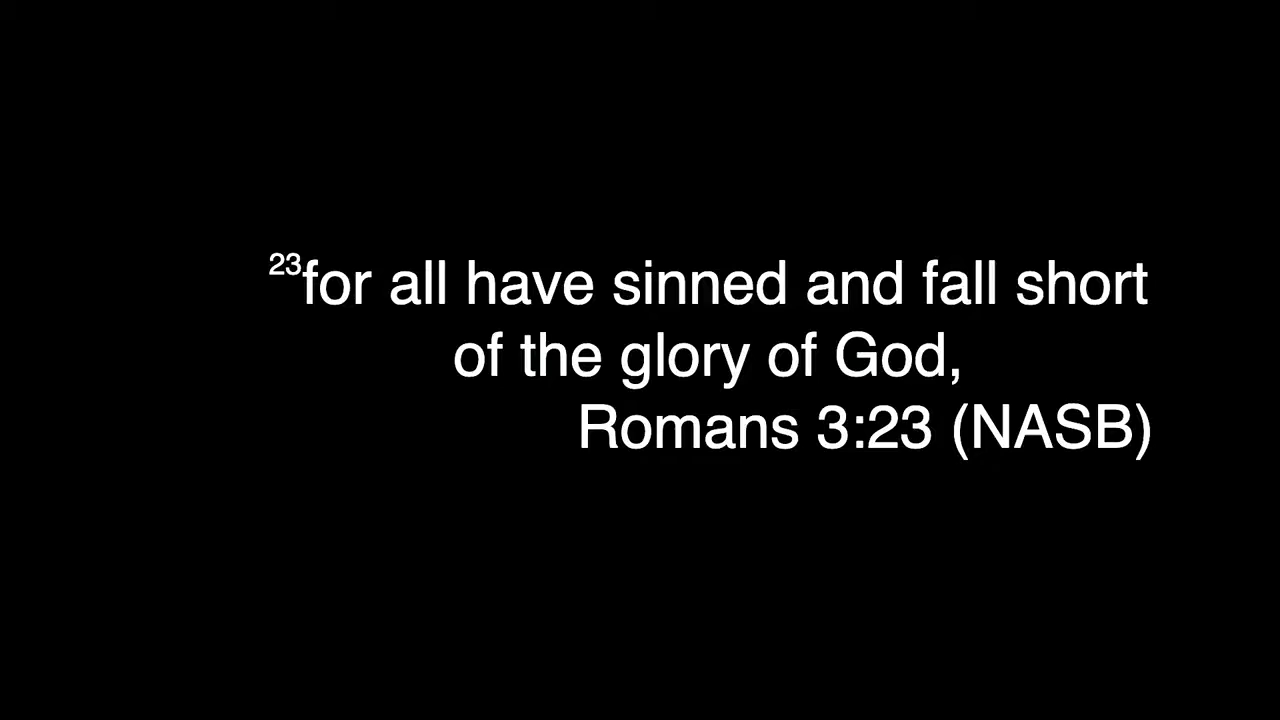 ²³for all have sinned and fall short
of the glory of God,
Romans 3:23 (NASB)